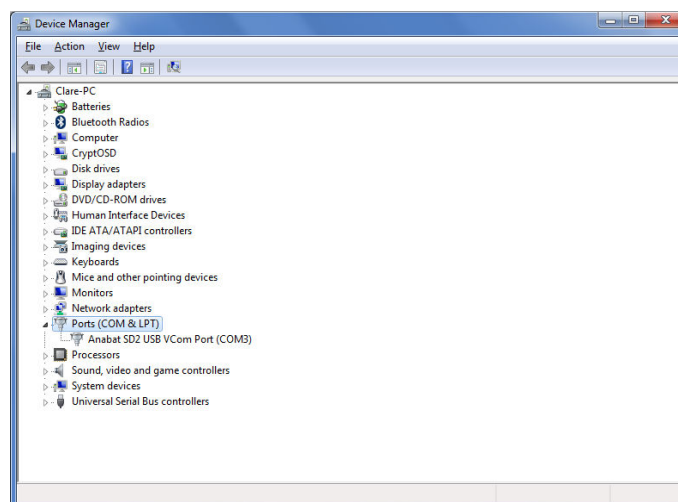 Device Manager
File Action View Help
Clare-PC
Batteries
Bluetooth Radios
Computer
CryptOSD
Disk drives
Display adapters
DVD/CD-ROM drives
Human Interface Devices
IDE ATA/ATAPI controllers
Imaging devices
Keyboards
Mice and other pointing devices
Monitors
Network adapters
Ports (COM & LPT)
Anabat SD2 USB VCom Port (COM3)
Processors
Sound, video and game controllers
System devices
Universal Serial Bus controllers